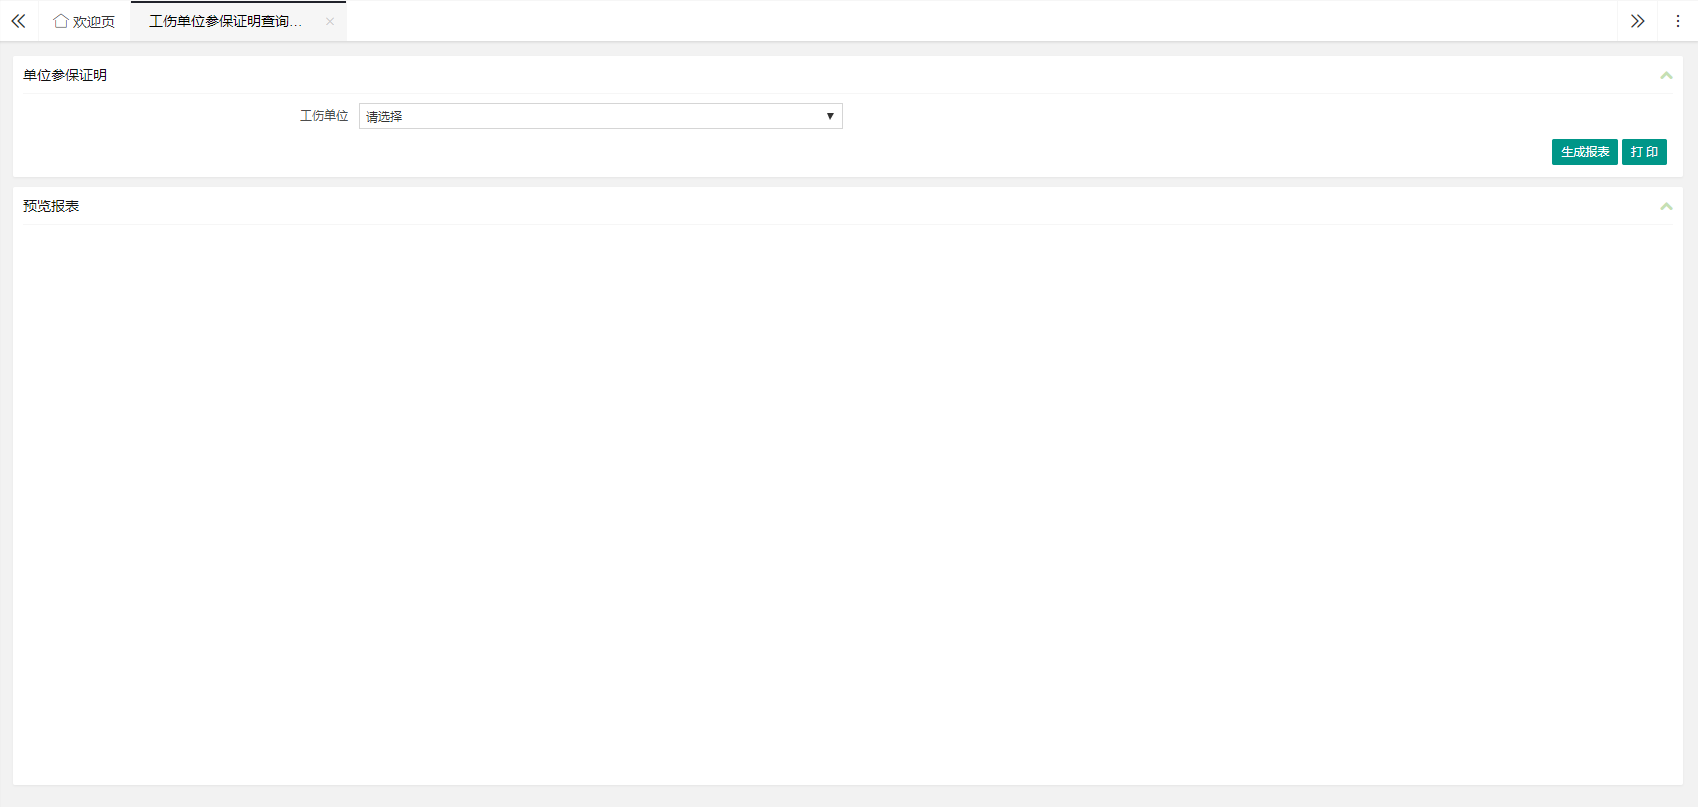 欢迎页
工伤单位参保证明查询...
单位参保证明
工伤单位
请选择
生成报表
打 印
预览报表